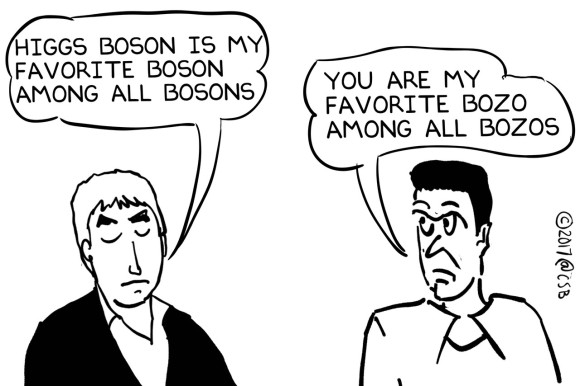 HIGGS BOSON IS MY
FAVORITE BOSON
AMONG ALL BOSONS
YOU ARE MY
FAVORITE BOZO
AMONG ALL BOZOS
©2017@CSB